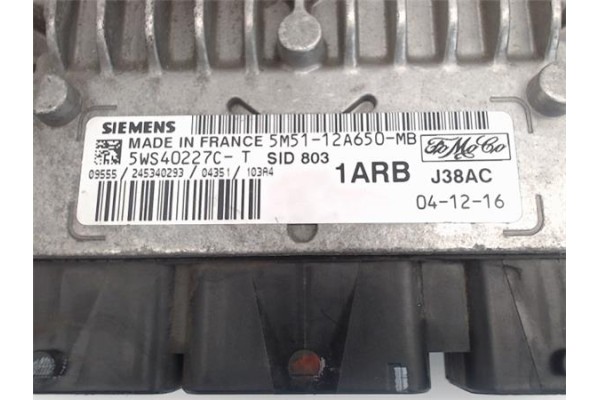 SIEMENS
MADE IN FRANCE 5M51-12A650-MB
FoMoCo
5WS40227C-T SID 803
09555/245340293/04351/103A4
1ARB J38AC
04-12-16